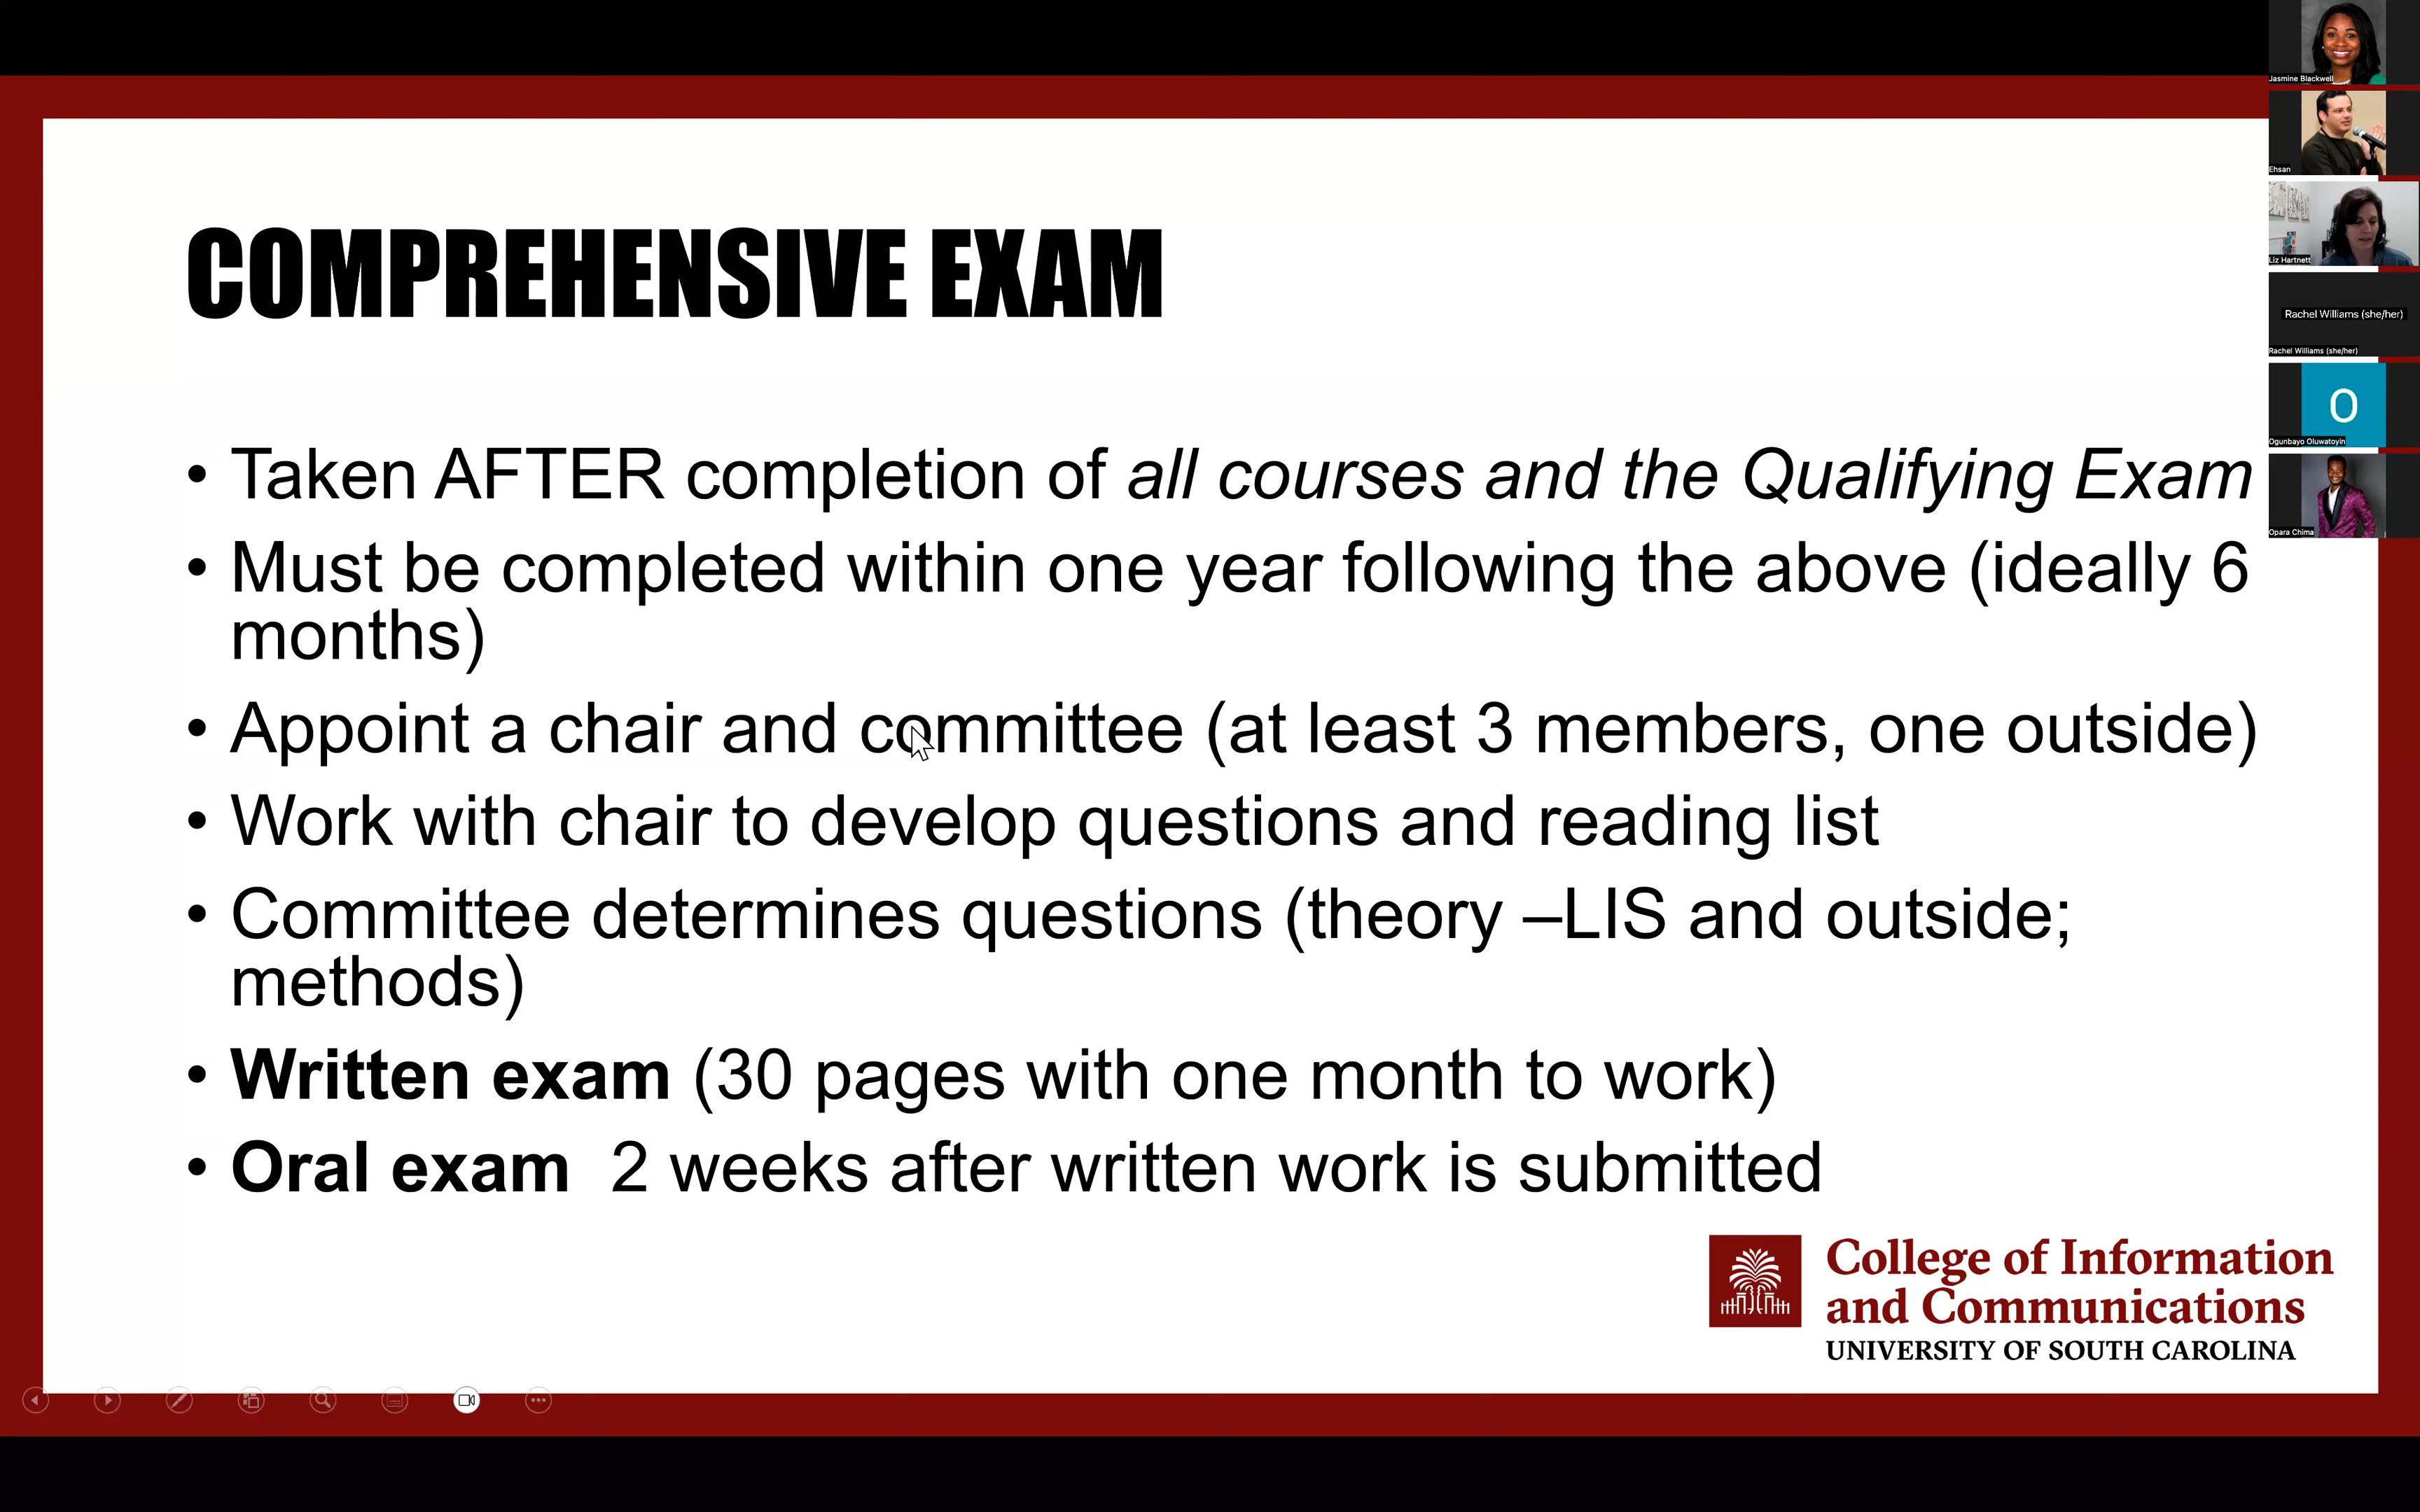 COMPREHENSIVE EXAM
• Taken AFTER completion of all courses and the Qualifying Exam
• Must be completed within one year following the above (ideally 6
months)
• Appoint a chair and committee (at least 3 members, one outside)
• Work with chair to develop questions and reading list
• Committee determines questions (theory –LIS and outside;
methods)
• Written exam (30 pages with one month to work)
• Oral exam  2 weeks after written work is submitted
College of Information
and Communications
UNIVERSITY OF SOUTH CAROLINA
Jasmine Blackwell
Ehsan
Liz Hartnett
Rachel Williams (she/her)
Rachel Williams (she/her)
O
Ogunbayo Oluwatoyin
Opara Chima